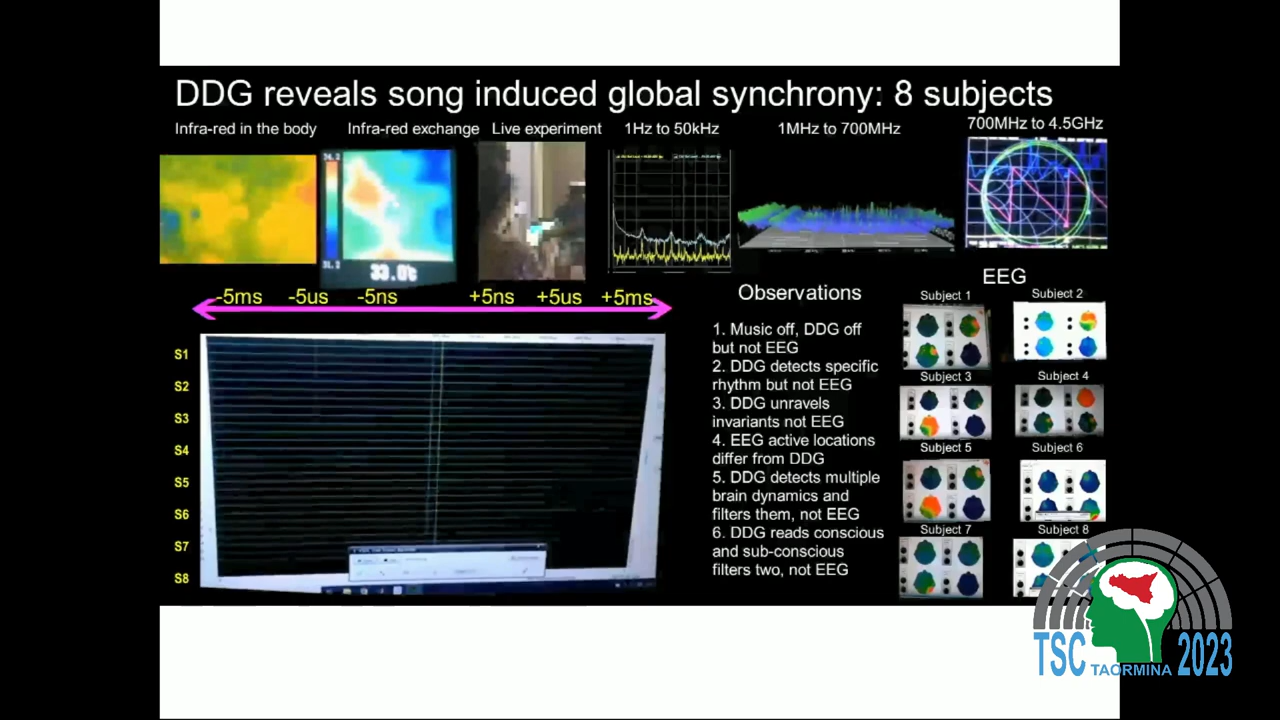 DDG reveals song induced global synchrony: 8 subjects
Infra-red in the body
Infra-red exchange
Live experiment
1Hz to 50kHz
1MHz to 700MHz
700MHz to 4.5GHz
33.0℃
-5ms
-5us
-5ns
+5ns
+5us
+5ms
S1
S2
S3
S4
S5
S6
S7
S8
Observations
1. Music off, DDG off
but not EEG
2. DDG detects specific
rhythm but not EEG
3. DDG unravels
invariants not EEG
4. EEG active locations
differ from DDG
5. DDG detects multiple
brain dynamics and
filters them, not EEG
6. DDG reads conscious
and sub-conscious
filters two, not EEG
EEG
Subject 1
Subject 2
Subject 3
Subject 4
Subject 5
Subject 6
Subject 7
Subject 8
TSC TAORMINA 2023